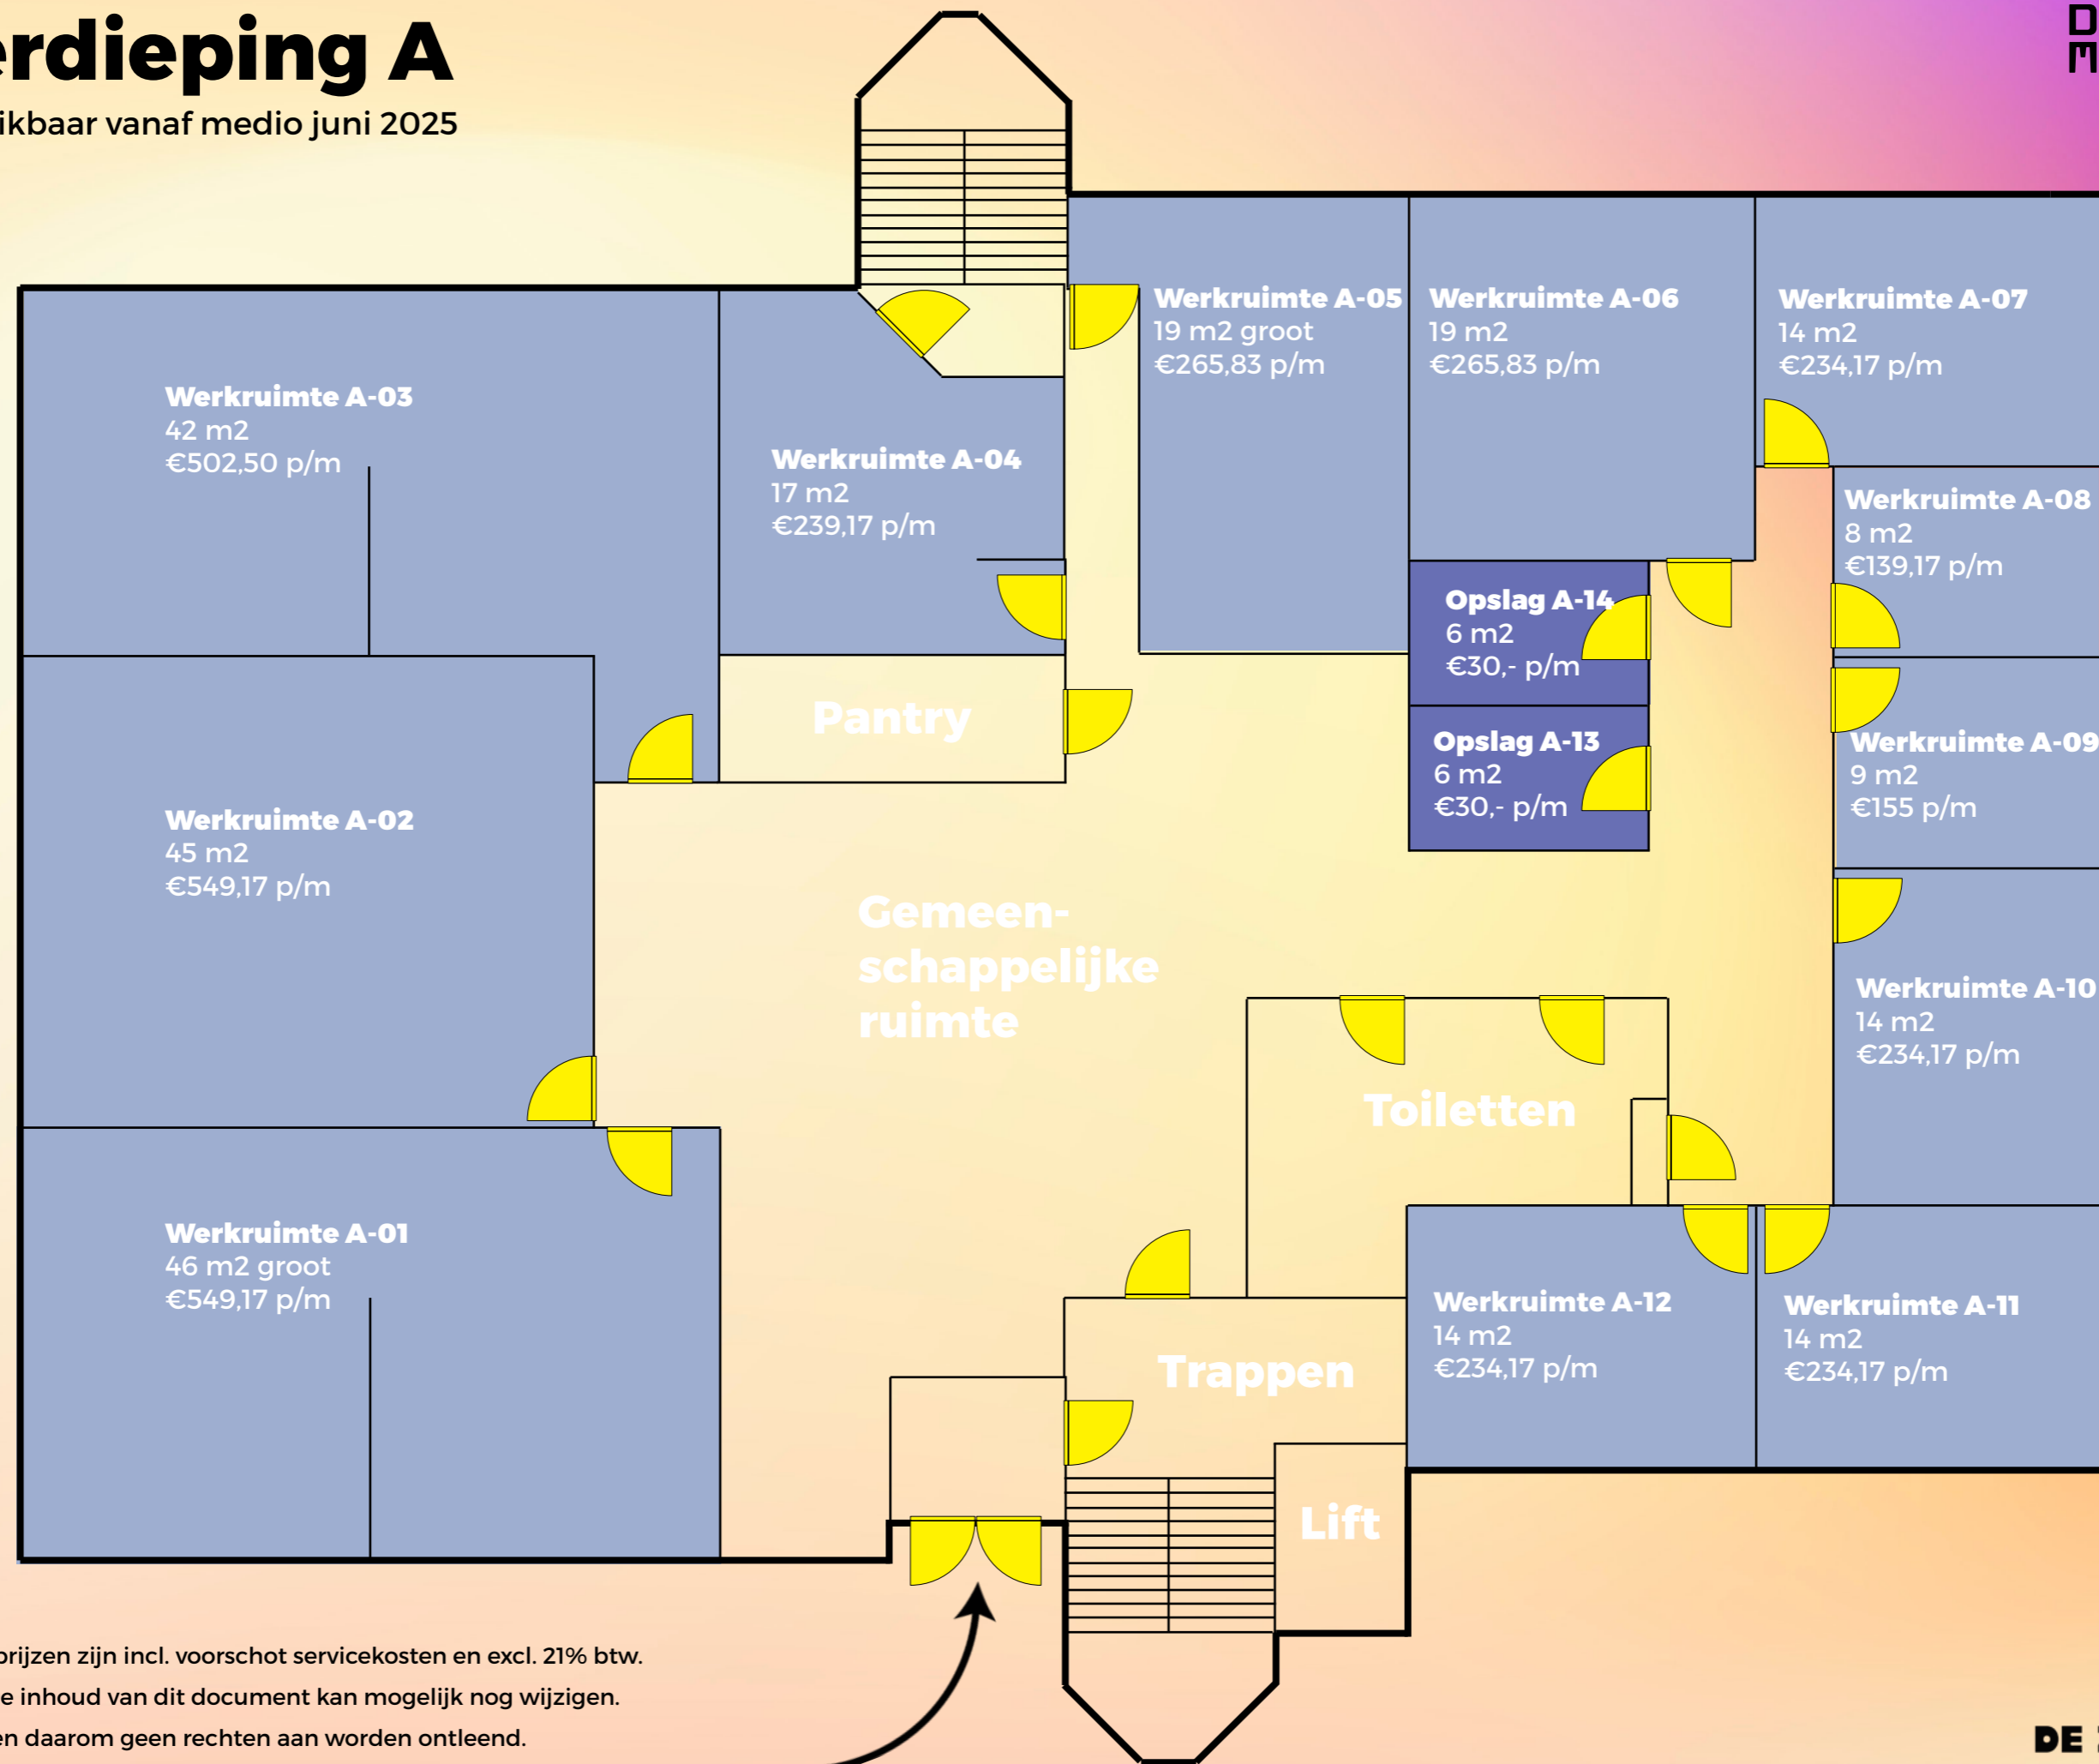 erdieping A
ikbaar vanaf medio juni 2025
D
M
Werkruimte A-03
42 m2
€502,50 p/m
Werkruimte A-04
17 m2
€239,17 p/m
Werkruimte A-05
19 m2 groot
€265,83 p/m
Werkruimte A-06
19 m2
€265,83 p/m
Werkruimte A-07
14 m2
€234,17 p/m
Werkruimte A-08
8 m2
€139,17 p/m
Opslag A-14
6 m2
€30,- p/m
Opslag A-13
6 m2
€30,- p/m
Werkruimte A-09
9 m2
€155 p/m
Pantry
Werkruimte A-02
45 m2
€549,17 p/m
Gemeen-
schappelijke
ruimte
Werkruimte A-10
14 m2
€234,17 p/m
Toiletten
Werkruimte A-01
46 m2 groot
€549,17 p/m
Trappen
Werkruimte A-12
14 m2
€234,17 p/m
Werkruimte A-11
14 m2
€234,17 p/m
Lift
prijzen zijn incl. voorschot servicekosten en excl. 21% btw.
e inhoud van dit document kan mogelijk nog wijzigen.
en daarom geen rechten aan worden ontleend.
DE